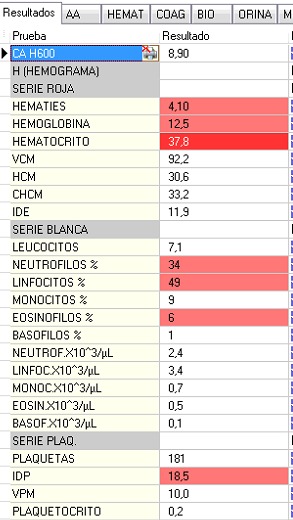 Resultados AA HEMAT COAG BIO ORINA M
Prueba Resultado
CA H600 8,90
H (HEMOGRAMA)
SERIE ROJA
HEMATIES 4,10
HEMOGLOBINA 12,5
HEMATOCRITO 37,8
VCM 92,2
HCM 30,6
CHCM 33,2
IDE 11,9
SERIE BLANCA
LEUCOCITOS 7,1
NEUTROFILOS % 34
LINFOCITOS % 49
MONOCITOS % 9
EOSINOFILOS % 6
BASOFILOS % 1
NEUTROF.X10^3/µL 2,4
LINFOC.X10^3/µL 3,4
MONOC.X10^3/µL 0,7
EOSIN.X10^3/µL 0,5
BASOF.X10^3/µL 0,1
SERIE PLAQ.
PLAQUETAS 181
IDP 18,5
VPM 10,0
PLAQUETOCRITO 0,2